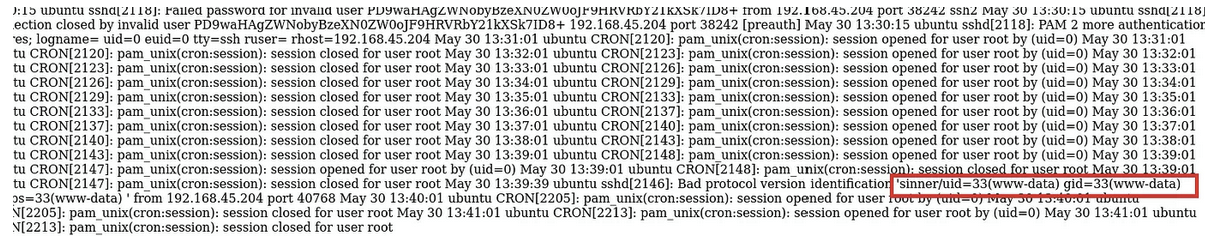 0:15 ubuntu sshd[2118]: Failed password for invalid user PD9waHAgZWNobyBzeXN0ZW0oJF9HRVRbY21kXSk7ID8+ from 192.168.45.204 port 38242 ssh2 May 30 13:30:15 ubuntu sshd[2118]
ection closed by invalid user PD9waHAgZWNobyBzeXN0ZW0oJF9HRVRbY21kXSk7ID8+ 192.168.45.204 port 38242 [preauth] May 30 13:30:15 ubuntu sshd[2118]: PAM 2 more authentication
res; logname= uid=0 euid=0 tty=ssh ruser= rhost=192.168.45.204 May 30 13:31:01 ubuntu CRON[2120]: pam_unix(cron:session): session opened for user root by (uid=0) May 30 13:31:01
tu CRON[2120]: pam_unix(cron:session): session closed for user root May 30 13:32:01 ubuntu CRON[2123]: pam_unix(cron:session): session opened for user root by (uid=0) May 30 13:32:01
tu CRON[2123]: pam_unix(cron:session): session closed for user root May 30 13:33:01 ubuntu CRON[2126]: pam_unix(cron:session): session opened for user root by (uid=0) May 30 13:33:01
tu CRON[2126]: pam_unix(cron:session): session closed for user root May 30 13:34:01 ubuntu CRON[2129]: pam_unix(cron:session): session opened for user root by (uid=0) May 30 13:34:01
tu CRON[2129]: pam_unix(cron:session): session closed for user root May 30 13:35:01 ubuntu CRON[2133]: pam_unix(cron:session): session opened for user root by (uid=0) May 30 13:35:01
tu CRON[2133]: pam_unix(cron:session): session closed for user root May 30 13:36:01 ubuntu CRON[2137]: pam_unix(cron:session): session opened for user root by (uid=0) May 30 13:36:01
tu CRON[2137]: pam_unix(cron:session): session closed for user root May 30 13:37:01 ubuntu CRON[2140]: pam_unix(cron:session): session opened for user root by (uid=0) May 30 13:37:01
tu CRON[2140]: pam_unix(cron:session): session closed for user root May 30 13:38:01 ubuntu CRON[2143]: pam_unix(cron:session): session opened for user root by (uid=0) May 30 13:38:01
tu CRON[2143]: pam_unix(cron:session): session closed for user root May 30 13:39:01 ubuntu CRON[2148]: pam_unix(cron:session): session opened for user root by (uid=0) May 30 13:39:01
tu CRON[2147]: pam_unix(cron:session): session opened for user root by (uid=0) May 30 13:39:01 ubuntu CRON[2148]: pam_unix(cron:session): session closed for user root May 30 13:39:01
tu CRON[2147]: pam_unix(cron:session): session closed for user root May 30 13:39:39 ubuntu sshd[2146]: Bad protocol version identification 'sinner/uid=33(www-data) gid=33(www-data)
ps=33(www-data) ' from 192.168.45.204 port 40768 May 30 13:40:01 ubuntu CRON[2205]: pam_unix(cron:session): session opened for user root by (uid=0) May 30 13:40:01 ubuntu
N[2205]: pam_unix(cron:session): session closed for user root May 30 13:41:01 ubuntu CRON[2213]: pam_unix(cron:session): session opened for user root by (uid=0) May 30 13:41:01 ubuntu
N[2213]: pam_unix(cron:session): session closed for user root